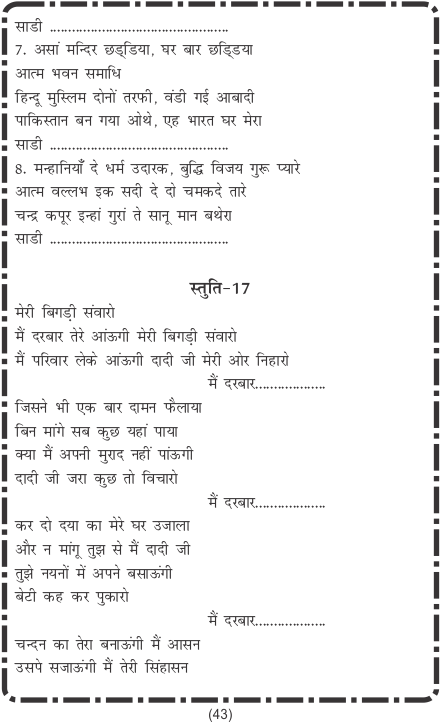 साडी .............................................
7. असां मन्दिर छड्डिया, घर बार छड्डिया
आत्म भवन समाधि
हिन्दू मुस्लिम दोनों तरफी, वंडी गई आबादी
पाकिस्तान बन गया ओथे, एह भारत घर मेरा
साडी .............................................
8. मन्हानियाँ दे धर्म उदारक, बुद्धि विजय गुरू प्यारे
आत्म वल्लभ इक सदी दे दो चमकदे तारे
चन्द्र कपूर इन्हां गुरां ते सानू मान बथेरा
साडी .............................................
स्तुति-17
मेरी बिगड़ी संवारो
मैं दरबार तेरे आंऊगी मेरी बिगड़ी संवारो
मैं परिवार लेके आंऊगी दादी जी मेरी ओर निहारो
मैं दरबार...................
जिसने भी एक बार दामन फैलाया
बिन मांगे सब कुछ यहां पाया
क्या मैं अपनी मुराद नहीं पांऊगी
दादी जी जरा कुछ तो विचारो
मैं दरबार...................
कर दो दया का मेरे घर उजाला
और न मांगू तुझ से मैं दादी जी
तुझे नयनों में अपने बसाऊंगी
बेटी कह कर पुकारो
मैं दरबार...................
चन्दन का तेरा बनाऊंगी मैं आसन
उसपे सजाऊंगी मैं तेरी सिंहासन
(43)